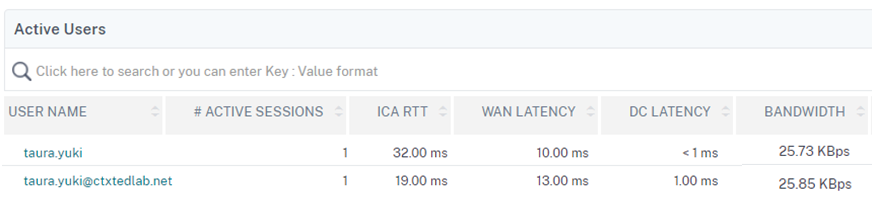 Active Users
Click here to search or you can enter Key : Value format
USER NAME # ACTIVE SESSIONS ICA RTT WAN LATENCY DC LATENCY BANDWIDTH
taura.yuki 1 32.00 ms 10.00 ms < 1 ms 25.73 KBps
taura.yuki@ctxtedlab.net 1 19.00 ms 13.00 ms 1.00 ms 25.85 KBps